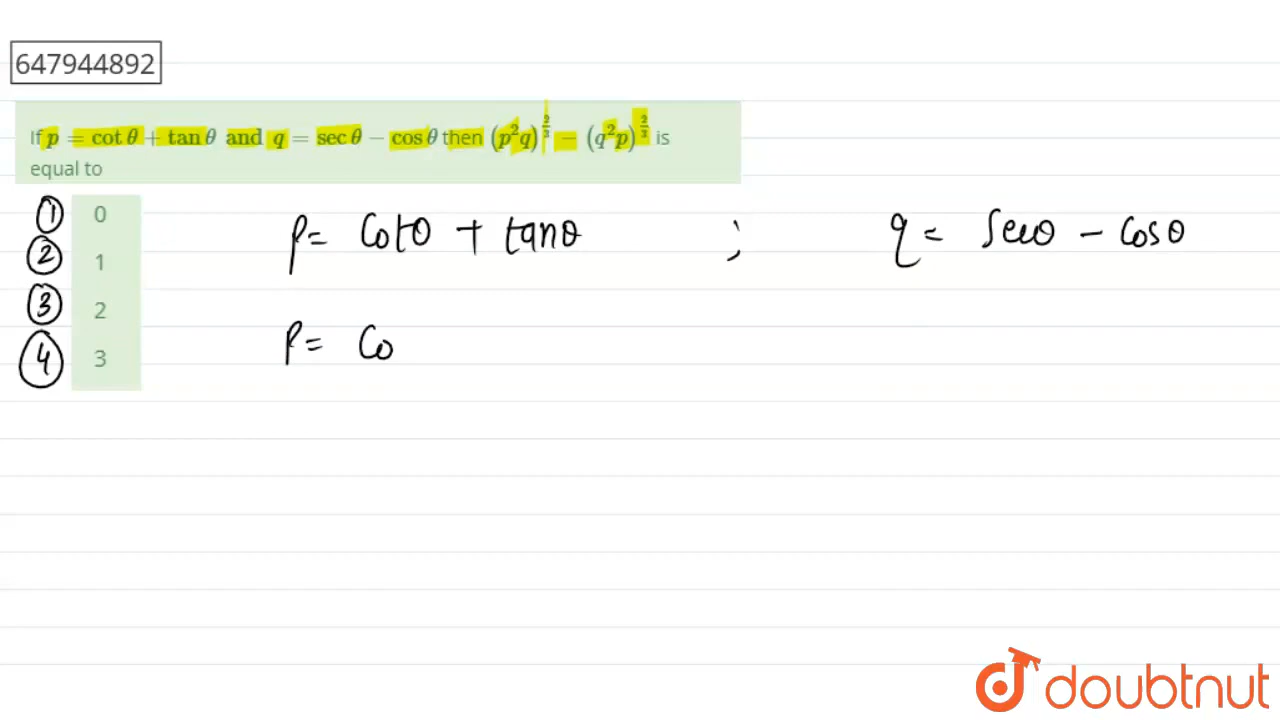 647944892
If p = cot θ + tan θ and q = sec θ − cos θ then (p²q)^(2/3) − (q²p)^(2/3) is
equal to
① 0
② 1
③ 2
④ 3
p = cotθ + tanθ ; q = secθ − cosθ
p = co
doubtnut